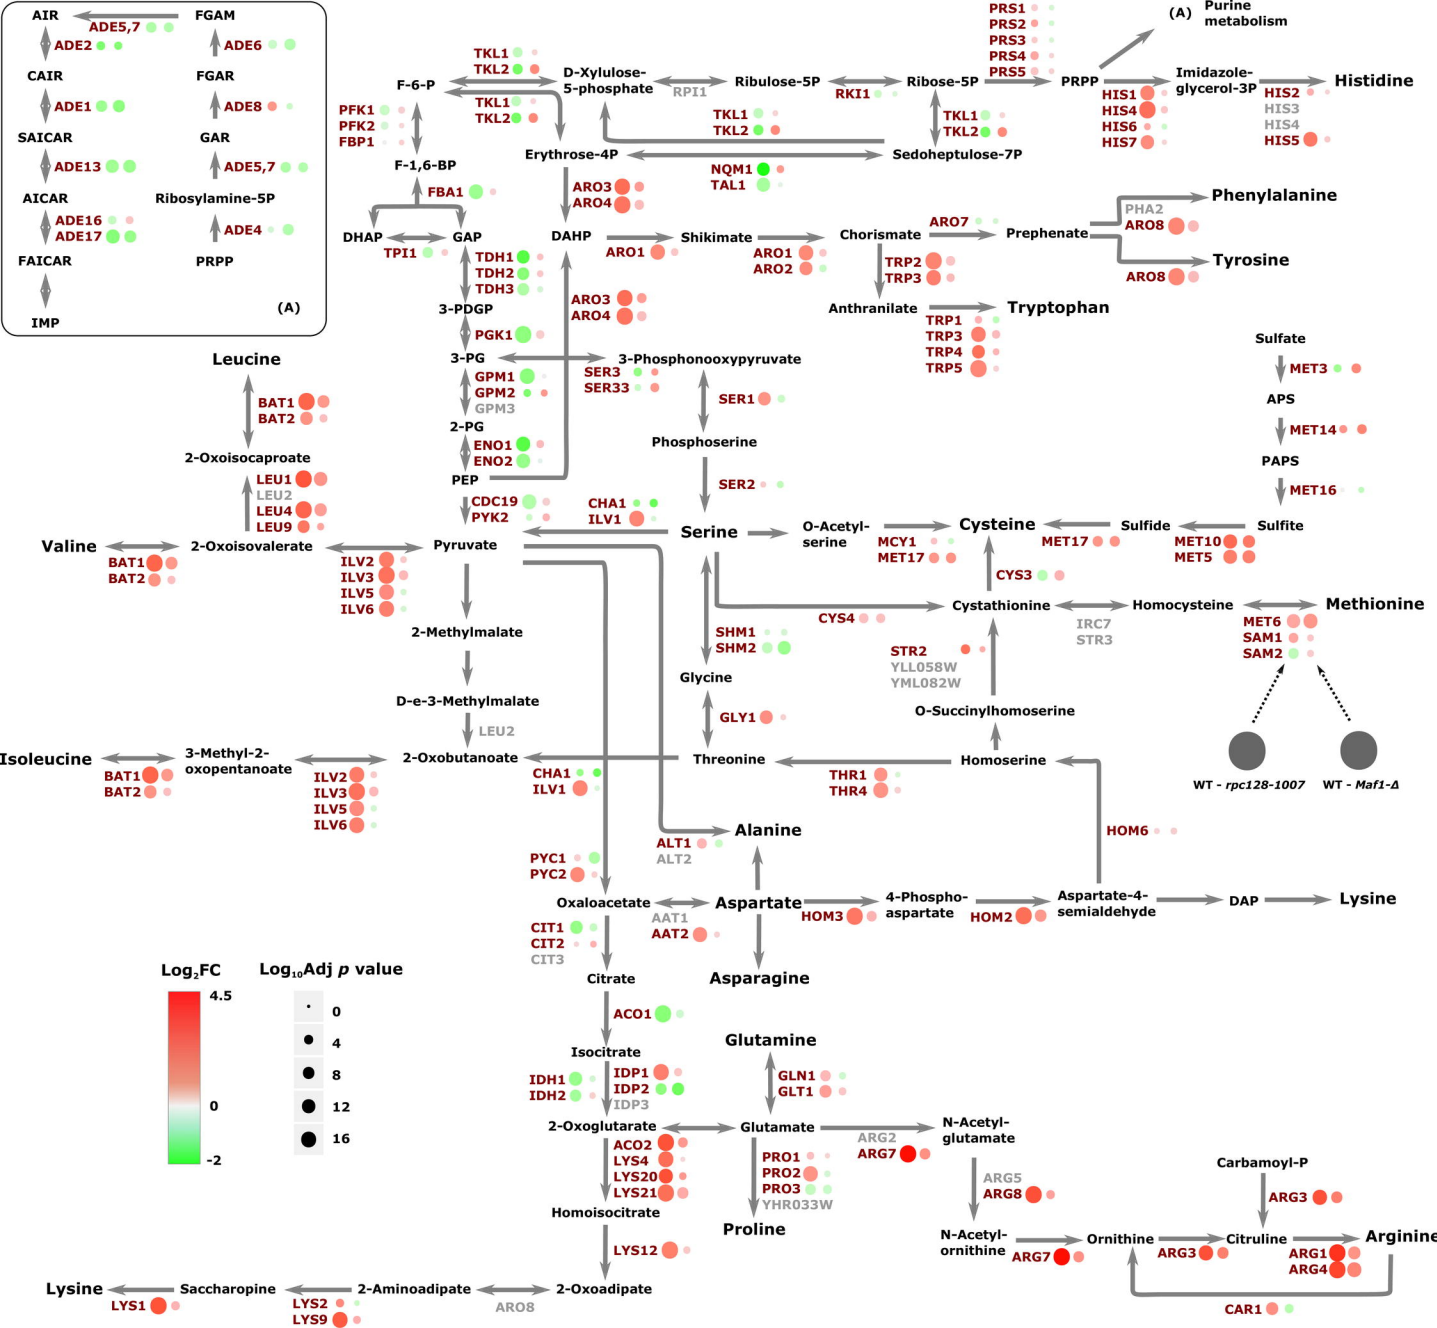 AIR
FGAM
ADE5,7
ADE2
ADE6
CAIR
FGAR
ADE1
ADE8
SAICAR
GAR
ADE13
ADE5,7
AICAR
Ribosylamine-5P
ADE16
ADE17
ADE4
FAICAR
PRPP
IMP
(A)
PRS1
PRS2
PRS3
PRS4
PRS5
(A)
Purine
metabolism
TKL1
TKL2
F-6-P
D-Xylulose-
5-phosphate
RPI1
Ribulose-5P
RKI1
Ribose-5P
PRPP
Imidazole-
glycerol-3P
Histidine
HIS1
HIS4
HIS6
HIS7
HIS2
HIS3
HIS4
HIS5
PFK1
PFK2
FBP1
TKL1
TKL2
TKL1
TKL2
TKL1
TKL2
F-1,6-BP
Erythrose-4P
Sedoheptulose-7P
NQM1
TAL1
FBA1
ARO3
ARO4
DHAP
GAP
TPI1
DAHP
ARO1
Shikimate
ARO1
ARO2
Chorismate
ARO7
Prephenate
PHA2
ARO8
Phenylalanine
ARO8
Tyrosine
TRP2
TRP3
Anthranilate
Tryptophan
TRP1
TRP3
TRP4
TRP5
TDH1
TDH2
TDH3
3-PDGP
ARO3
ARO4
PGK1
3-PG
3-Phosphonooxypyruvate
SER3
SER33
GPM1
GPM2
GPM3
SER1
2-PG
Phosphoserine
ENO1
ENO2
PEP
SER2
CDC19
PYK2
CHA1
ILV1
Sulfate
MET3
APS
MET14
PAPS
MET16
Leucine
BAT1
BAT2
2-Oxoisocaproate
LEU1
LEU2
LEU4
LEU9
Valine
BAT1
BAT2
2-Oxoisovalerate
ILV2
ILV3
ILV5
ILV6
Pyruvate
Serine
O-Acetyl-
serine
MCY1
MET17
Cysteine
MET17
Sulfide
MET10
MET5
Sulfite
CYS3
2-Methylmalate
CYS4
Cystathionine
IRC7
STR3
Homocysteine
MET6
SAM1
SAM2
Methionine
SHM1
SHM2
STR2
YLL058W
YML082W
Glycine
D-e-3-Methylmalate
LEU2
GLY1
O-Succinylhomoserine
WT - rpc128-1007
WT - Maf1-Δ
Isoleucine
BAT1
BAT2
3-Methyl-2-
oxopentanoate
ILV2
ILV3
ILV5
ILV6
2-Oxobutanoate
CHA1
ILV1
Threonine
THR1
THR4
Homoserine
HOM6
Alanine
ALT1
ALT2
PYC1
PYC2
Oxaloacetate
AAT1
AAT2
Aspartate
HOM3
4-Phospho-
aspartate
HOM2
Aspartate-4-
semialdehyde
DAP
Lysine
CIT1
CIT2
CIT3
Citrate
Asparagine
Log2FC
4.5
0
-2
Log10Adj p value
0
4
8
12
16
ACO1
Isocitrate
IDH1
IDH2
IDP1
IDP2
IDP3
Glutamine
GLN1
GLT1
2-Oxoglutarate
Glutamate
ARG2
ARG7
N-Acetyl-
glutamate
ACO2
LYS4
LYS20
LYS21
PRO1
PRO2
PRO3
YHR033W
Proline
ARG5
ARG8
Carbamoyl-P
ARG3
Homoisocitrate
LYS12
N-Acetyl-
ornithine
ARG7
Ornithine
ARG3
Citruline
ARG1
ARG4
Arginine
CAR1
Lysine
LYS1
Saccharopine
LYS2
LYS9
2-Aminoadipate
ARO8
2-Oxoadipate